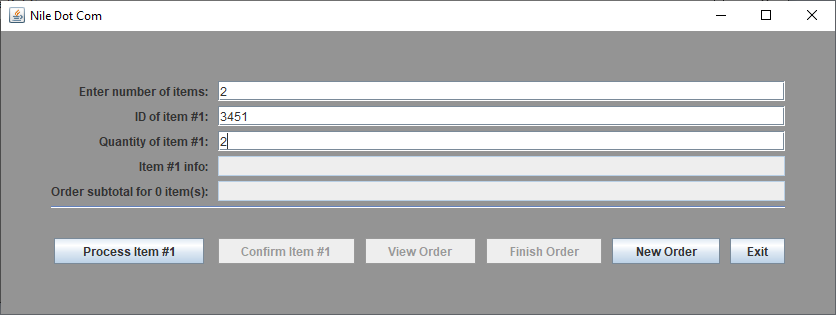 Nile Dot Com
Enter number of items: 2
ID of item #1: 3451
Quantity of item #1: 2
Item #1 info:
Order subtotal for 0 item(s):
Process Item #1 Confirm Item #1 View Order Finish Order New Order Exit